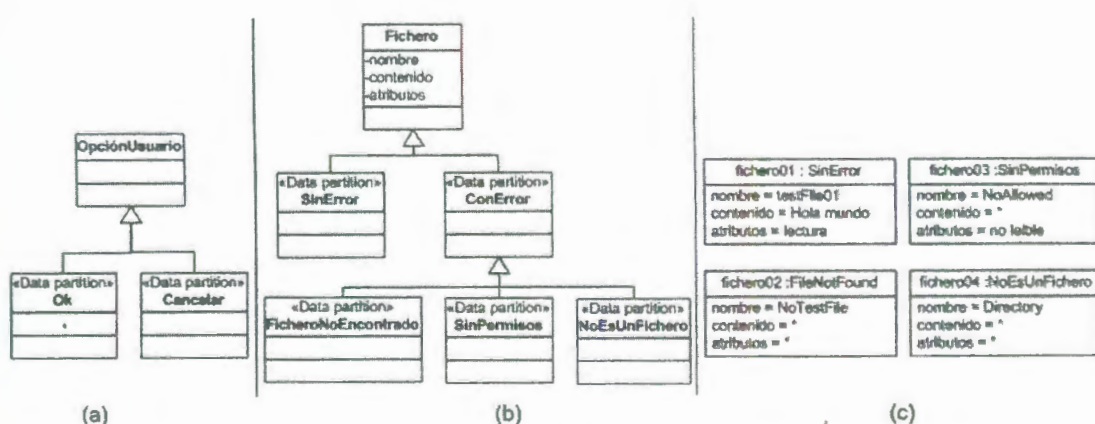 OpciónUsuario
«Data partition»
Ok
«Data partition»
Cancelar
(a)
Fichero
-nombre
-contenido
-atributos
«Data partition»
SinError
«Data partition»
ConError
«Data partition»
FicheroNoEncontrado
«Data partition»
SinPermisos
«Data partition»
NoEsUnFichero
(b)
fichero01 : SinError
nombre = testFile01
contenido = Hola mundo
atributos = lectura
fichero03 :SinPermisos
nombre = NoAllowed
contenido = *
atributos = no leible
fichero02 :FileNotFound
nombre = NoTestFile
contenido = *
atributos = *
fichero04 :NoEsUnFichero
nombre = Directory
contenido = *
atributos = *
(c)